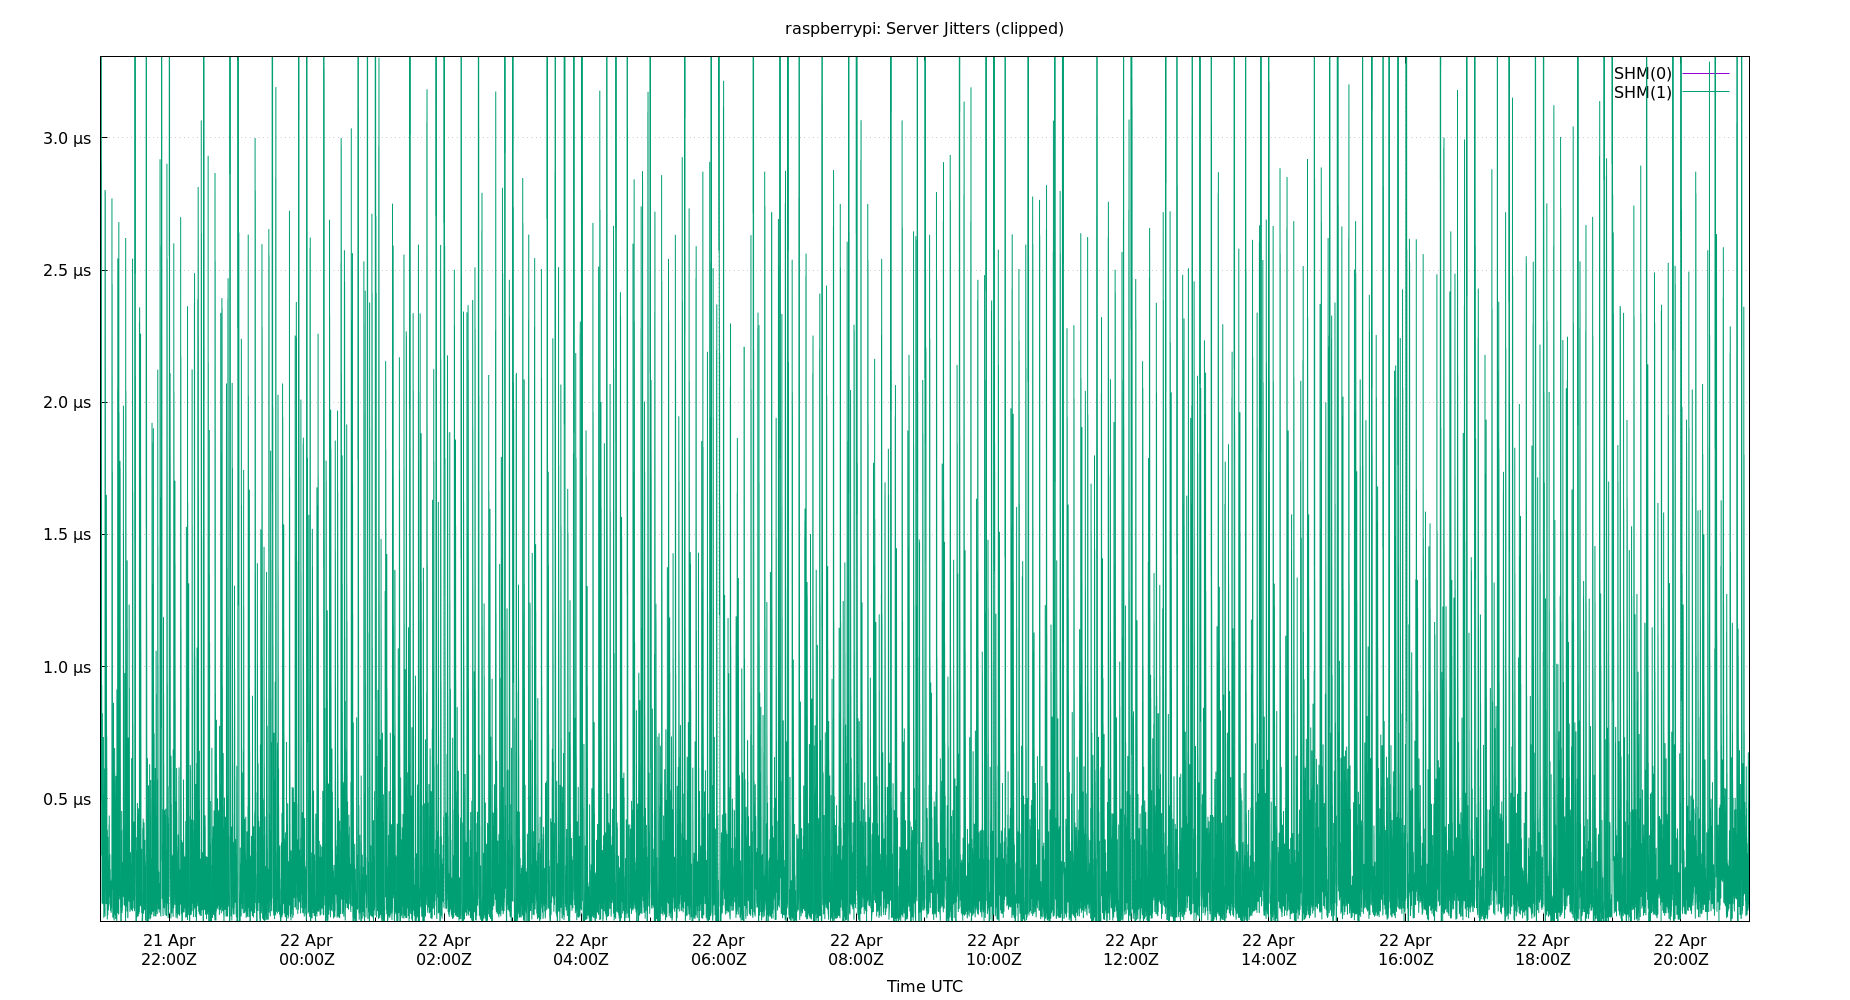 raspberrypi: Server Jitters (clipped)
SHM(0)
SHM(1)
3.0 µs
2.5 µs
2.0 µs
1.5 µs
1.0 µs
0.5 µs
21 Apr 22 Apr 22 Apr 22 Apr 22 Apr 22 Apr 22 Apr 22 Apr 22 Apr 22 Apr 22 Apr 22 Apr
22:00Z 00:00Z 02:00Z 04:00Z 06:00Z 08:00Z 10:00Z 12:00Z 14:00Z 16:00Z 18:00Z 20:00Z
Time UTC